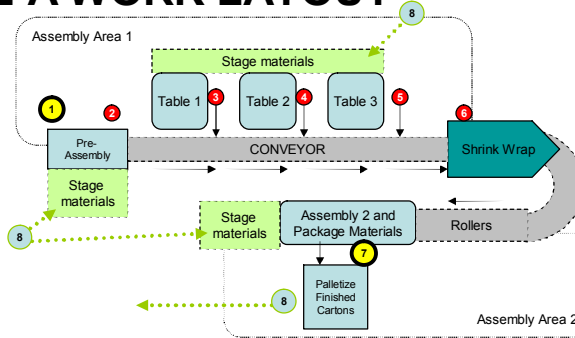 E A WORK LAYOUT
Assembly Area 1
8
Stage materials
1
2
Table 1
3
Table 2
4
Table 3
5
6
Pre-
Assembly
CONVEYOR
Shrink Wrap
Stage
materials
Stage
materials
Assembly 2 and
Package Materials
Rollers
8
7
Palletize
Finished
Cartons
8
Assembly Area 2